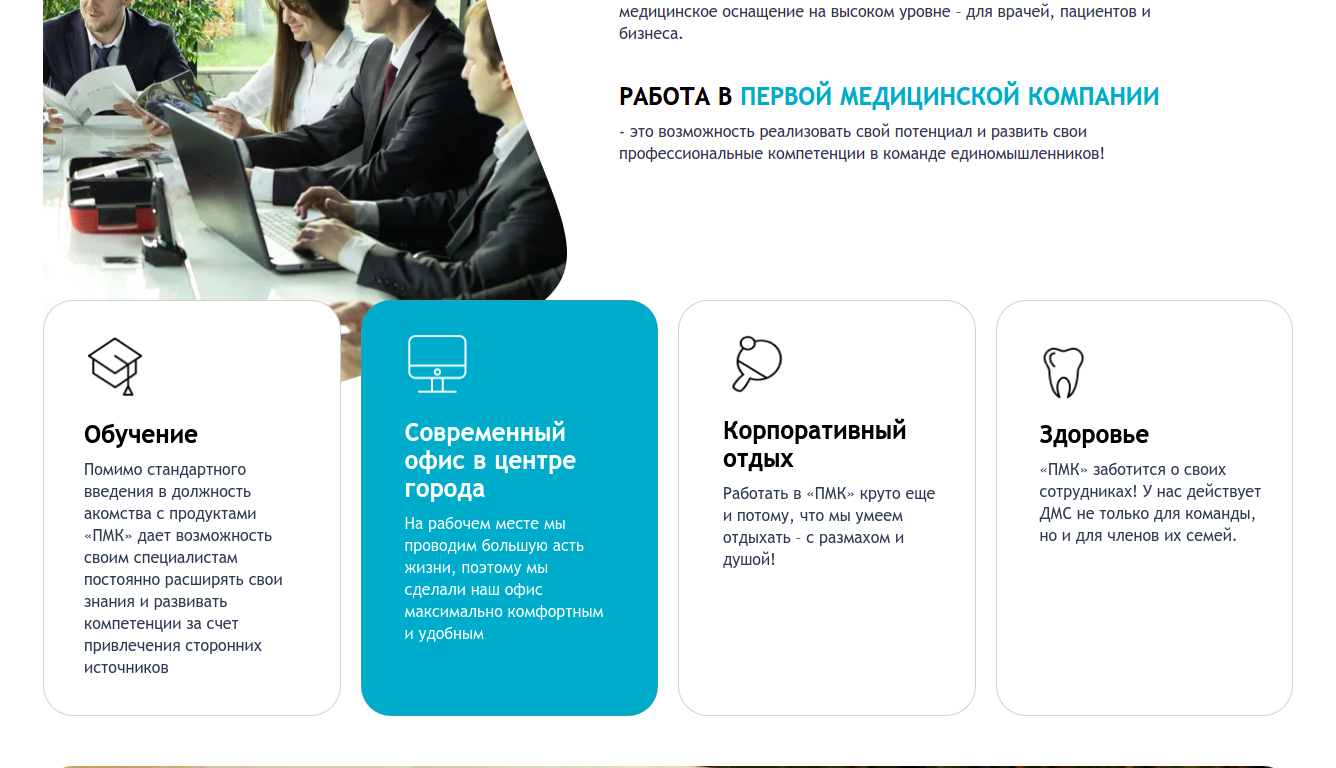 медицинское оснащение на высоком уровне – для врачей, пациентов и
бизнеса.
РАБОТА В ПЕРВОЙ МЕДИЦИНСКОЙ КОМПАНИИ
- это возможность реализовать свой потенциал и развить свои
профессиональные компетенции в команде единомышленников!
Обучение
Помимо стандартного
введения в должность
акомства с продуктами
«ПМК» дает возможность
своим специалистам
постоянно расширять свои
знания и развивать
компетенции за счет
привлечения сторонних
источников
Современный
офис в центре
города
На рабочем месте мы
проводим большую асть
жизни, поэтому мы
сделали наш офис
максимально комфортным
и удобным
Корпоративный
отдых
Работать в «ПМК» круто еще
и потому, что мы умеем
отдыхать – с размахом и
душой!
Здоровье
«ПМК» заботится о своих
сотрудниках! У нас действует
ДМС не только для команды,
но и для членов их семей.